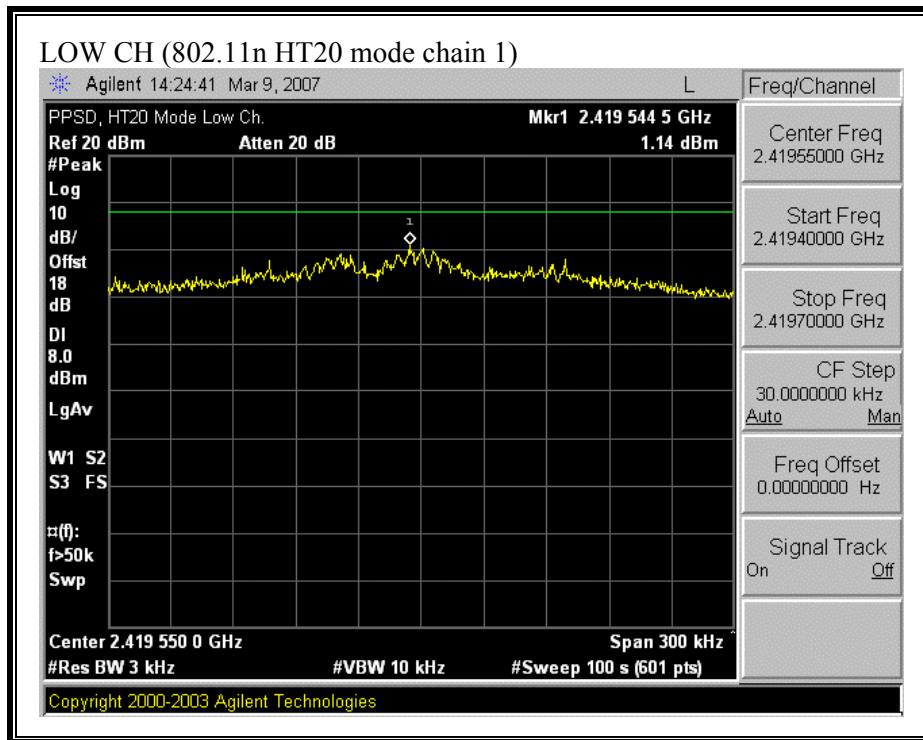 LOW CH (802.11n HT20 mode chain 1)
Agilent 14:24:41 Mar 9, 2007 L
PPSD, HT20 Mode Low Ch. Mkr1 2.419 544 5 GHz
Ref 20 dBm Atten 20 dB 1.14 dBm
#Peak
Log
10
dB/
Offst
18
dB
DI
8.0
dBm
LgAv
W1 S2
S3 FS
¤(f):
f>50k
Swp
1
Center 2.419 550 0 GHz Span 300 kHz ^
#Res BW 3 kHz #VBW 10 kHz #Sweep 100 s (601 pts)
Copyright 2000-2003 Agilent Technologies
Freq/Channel
Center Freq
2.41955000 GHz
Start Freq
2.41940000 GHz
Stop Freq
2.41970000 GHz
CF Step
30.0000000 kHz
Auto Man
Freq Offset
0.00000000 Hz
Signal Track
On Off